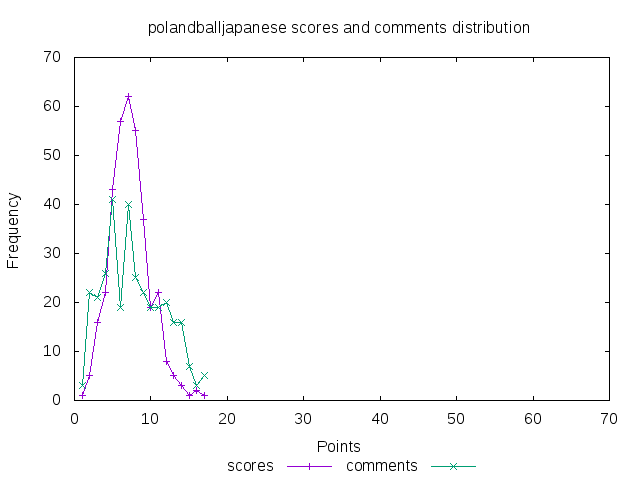 polandballjapanese scores and comments distribution
70
60
50
40
30
20
10
0
Frequency
0 10 20 30 40 50 60 70
Points
scores comments